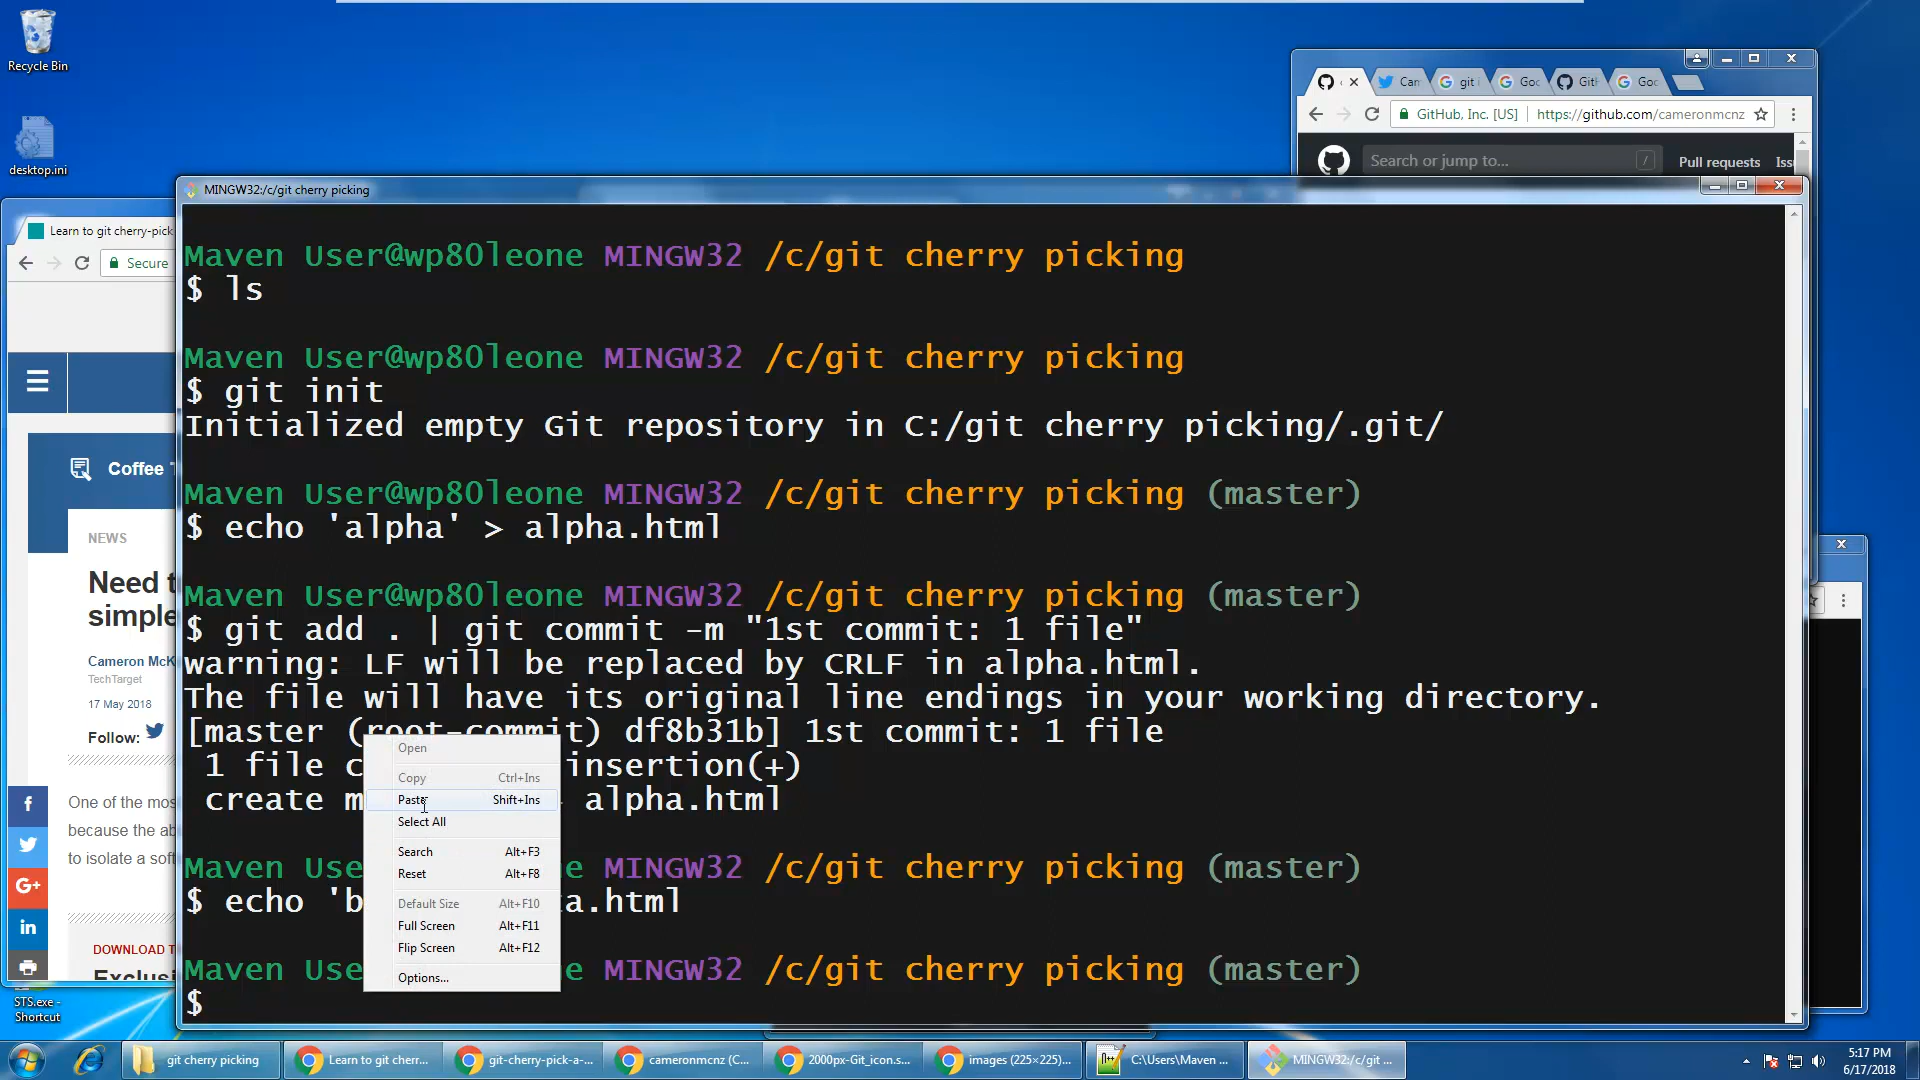 Recycle Bin
desktop.ini
GitHub, Inc. [US]
https://github.com/cameronmcnz
Search or jump to...
/
Pull requests
Can
git i
Goo
Gitl
Goo
MINGW32:/c/git cherry picking
Learn to git cherry-pick
Secure
Coffee
NEWS
Need
simple
Cameron McK
TechTarget
17 May 2018
Follow:
One of the mos
because the ab
to isolate a soft
DOWNLOAD T
Exclusi
STS.exe -
Shortcut
Maven User@wp80leone MINGW32 /c/git cherry picking
$ ls
Maven User@wp80leone MINGW32 /c/git cherry picking
$ git init
Initialized empty Git repository in C:/git cherry picking/.git/
Maven User@wp80leone MINGW32 /c/git cherry picking (master)
$ echo 'alpha' > alpha.html
Maven User@wp80leone MINGW32 /c/git cherry picking (master)
$ git add . | git commit -m "1st commit: 1 file"
warning: LF will be replaced by CRLF in alpha.html.
The file will have its original line endings in your working directory.
[master (root-commit) df8b31b] 1st commit: 1 file
1 file c insertion(+)
create m alpha.html
Maven Use e MINGW32 /c/git cherry picking (master)
$ echo 'b a.html
Maven Use e MINGW32 /c/git cherry picking (master)
$
Open
Copy Ctrl+Ins
Paste Shift+Ins
Select All
Search Alt+F3
Reset Alt+F8
Default Size Alt+F10
Full Screen Alt+F11
Flip Screen Alt+F12
Options...
git cherry picking
Learn to git cherr...
git-cherry-pick-a-...
cameronmcnz (C...
2000px-Git_icon.s...
images (225×225)...
C:\Users\Maven ...
MINGW32:/c/git ...
5:17 PM
6/17/2018